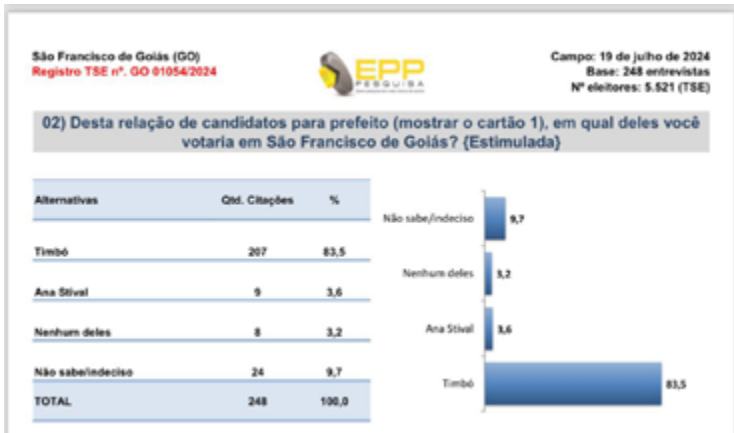 São Francisco de Goiás (GO)
Registro TSE nº. GO 01054/2024
EPP
PESQUISA
Campo: 19 de julho de 2024
Base: 248 entrevistas
Nº eleitores: 5.521 (TSE)
02) Desta relação de candidatos para prefeito (mostrar o cartão 1), em qual deles você
votaria em São Francisco de Goiás? {Estimulada}
Alternativas Qtd. Citações %
Timbó 207 83,5
Ana Stival 9 3,6
Nenhum deles 8 3,2
Não sabe/indeciso 24 9,7
TOTAL 248 100,0
Não sabe/indeciso 9,7
Nenhum deles 3,2
Ana Stival 3,6
Timbó 83,5